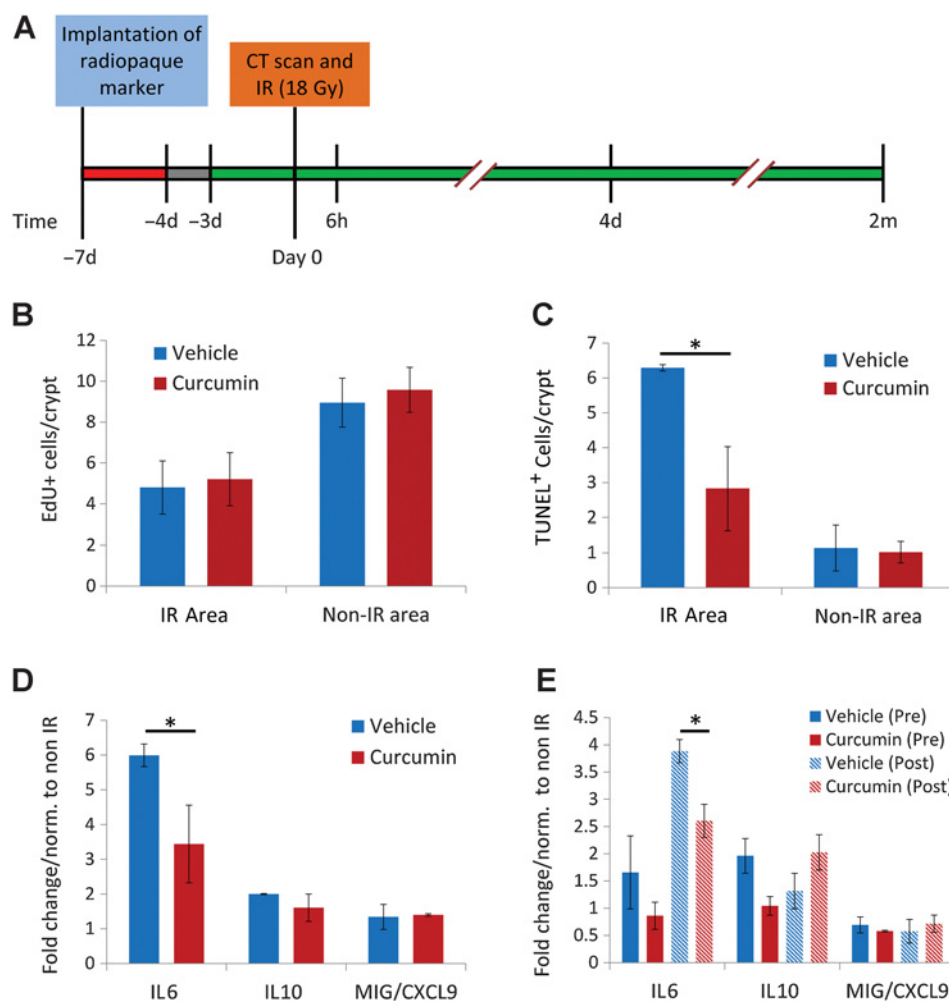 A
Implantation of
radiopaque
marker
CT scan and
IR (18 Gy)
Time
−7d
−4d
−3d
Day 0
6h
4d
2m
B
EdU+ cells/crypt
12
10
8
6
4
2
0
Vehicle
Curcumin
IR Area
Non-IR area
C
TUNEL+ Cells/crypt
7
6
5
4
3
2
1
0
*
Vehicle
Curcumin
IR Area
Non-IR area
D
Fold change/norm. to non IR
7
6
5
4
3
2
1
0
*
Vehicle
Curcumin
IL6
IL10
MIG/CXCL9
E
Fold change/norm. to non IR
4.5
4
3.5
3
2.5
2
1.5
1
0.5
0
*
Vehicle (Pre)
Curcumin (Pre)
Vehicle (Post)
Curcumin (Post)
IL6
IL10
MIG/CXCL9